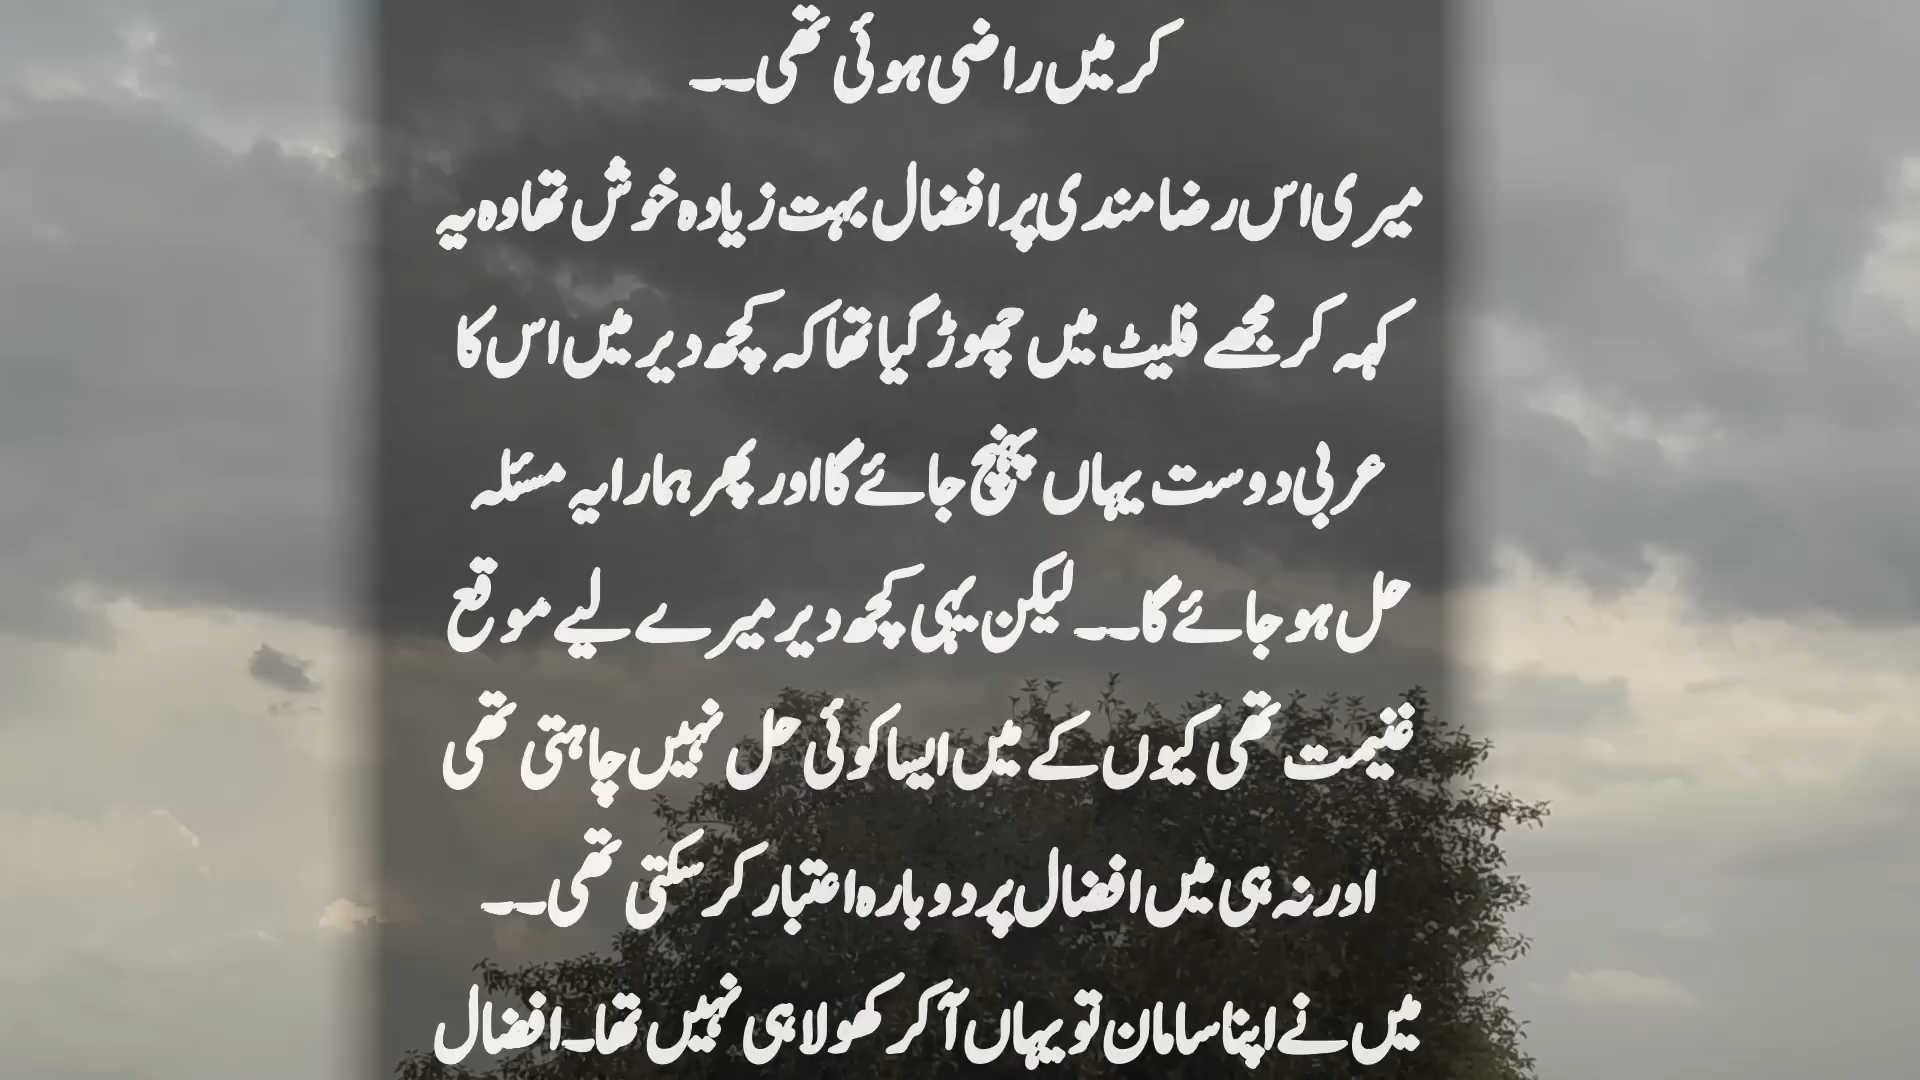 کر میں راضی ہوئی تھی۔۔
میری اس رضامندی پر افضال بہت زیادہ خوش تھا وہ یہ
کہہ کر مجھے فلیٹ میں چھوڑ گیا تھا کہ کچھ دیر میں اس کا
عربی دوست یہاں پہنچ جائے گا اور پھر ہمارا یہ مسئلہ
حل ہو جائے گا۔۔ لیکن یہی کچھ دیر میرے لیے موقع
غنیمت تھی کیوں کے میں ایسا کوئی حل نہیں چاہتی تھی
اور نہ ہی میں افضال پر دوبارہ اعتبار کر سکتی تھی۔۔
میں نے اپنا سامان تو یہاں آ کر کھولا ہی نہیں تھا۔ افضال